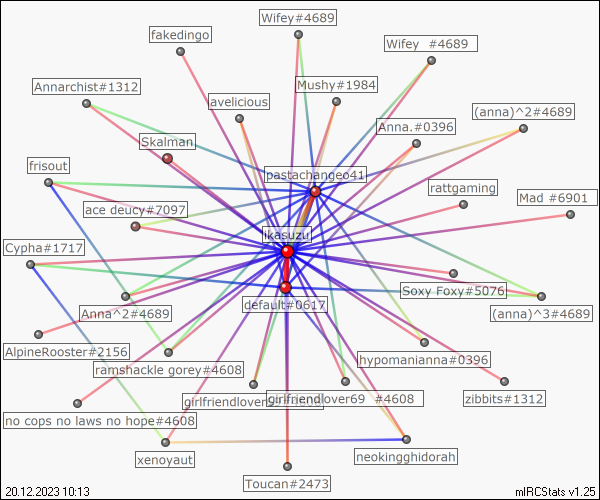 Wifey#4689
fakedingo
Wifey  #4689
Annarchist#1312
Mushy#1984
avelicious
(anna)^2#4689
Anna.#0396
Skalman
frisout
pastachangeo41
rattgaming
Mad #6901
ace deucy#7097
ikasuzu
Cypha#1717
Soxy Foxy#5076
default#0617
Anna^2#4689
(anna)^3#4689
AlpineRooster#2156
hypomanianna#0396
ramshackle gorey#4608
girlfriendlover
girlfriendlover69  #4608
zibbits#1312
no cops no laws no hope#4608
xenoyaut
neokingghidorah
Toucan#2473
20.12.2023 10:13
mIRCStats v1.25